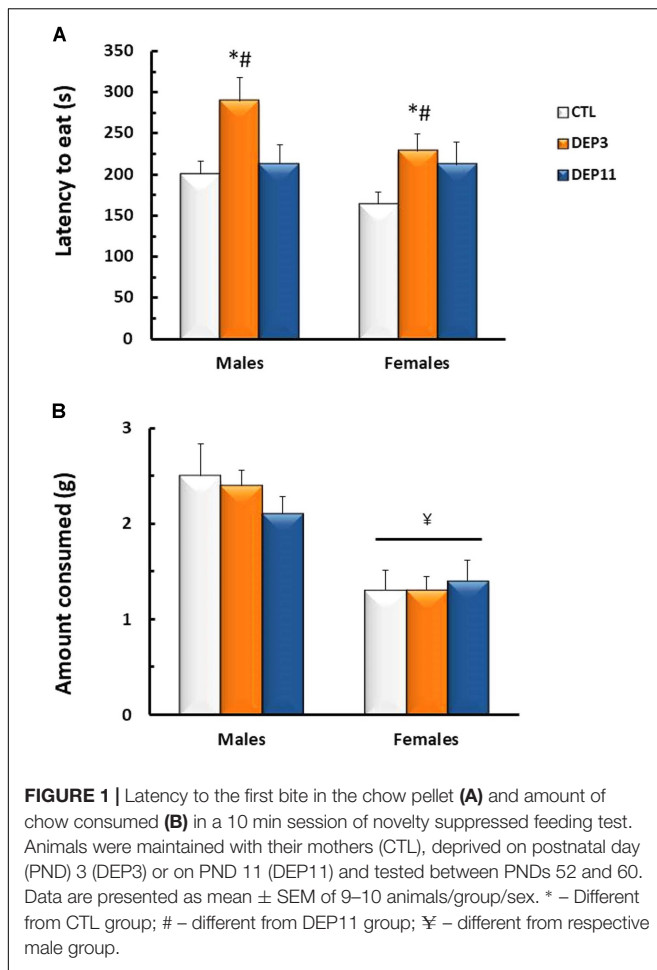 A
350
300
250
200
150
100
50
0
Latency to eat (s)
*#
*#
CTL
DEP3
DEP11
Males
Females
B
3
2
1
0
Amount consumed (g)
¥
Males
Females
FIGURE 1 | Latency to the first bite in the chow pellet (A) and amount of
chow consumed (B) in a 10 min session of novelty suppressed feeding test.
Animals were maintained with their mothers (CTL), deprived on postnatal day
(PND) 3 (DEP3) or on PND 11 (DEP11) and tested between PNDs 52 and 60.
Data are presented as mean ± SEM of 9–10 animals/group/sex. * – Different
from CTL group; # – different from DEP11 group; ¥ – different from respective
male group.